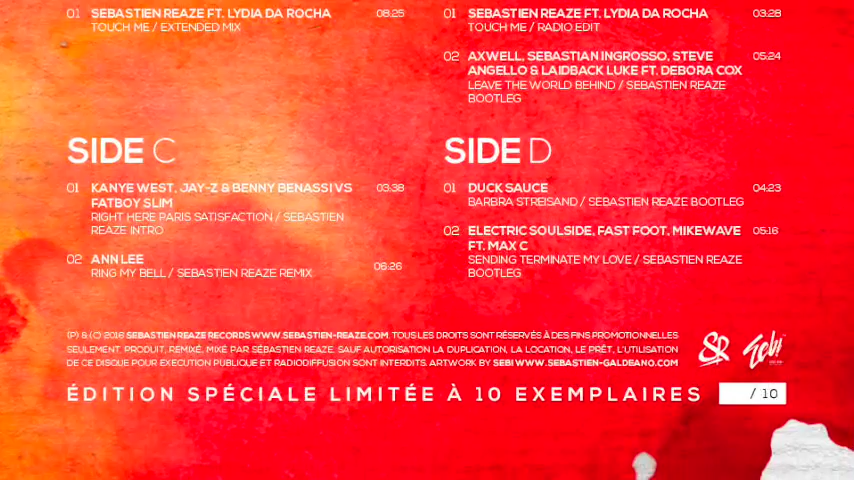 01 SEBASTIEN REAZE FT. LYDIA DA ROCHA 08:25
TOUCH ME / EXTENDED MIX
01 SEBASTIEN REAZE FT. LYDIA DA ROCHA 03:28
TOUCH ME / RADIO EDIT
02 AXWELL, SEBASTIAN INGROSSO, STEVE 05:24
ANGELLO & LAIDBACK LUKE FT. DEBORA COX
LEAVE THE WORLD BEHIND / SEBASTIEN REAZE
BOOTLEG
SIDE C
01 KANYE WEST, JAY-Z & BENNY BENASSI VS 03:38
FATBOY SLIM
RIGHT HERE PARIS SATISFACTION / SEBASTIEN
REAZE INTRO
02 ANN LEE 06:26
RING MY BELL / SEBASTIEN REAZE REMIX
SIDE D
01 DUCK SAUCE 04:23
BARBRA STREISAND / SEBASTIEN REAZE BOOTLEG
02 ELECTRIC SOULSIDE, FAST FOOT, MIKEWAVE 05:16
FT. MAX C
SENDING TERMINATE MY LOVE / SEBASTIEN REAZE
BOOTLEG
(P) & (C) 2016 SEBASTIEN REAZE RECORDS WWW.SEBASTIEN-REAZE.COM. TOUS LES DROITS SONT RÉSERVÉS À DES FINS PROMOTIONNELLES
SEULEMENT. PRODUIT, REMIXÉ, MIXÉ PAR SÉBASTIEN REAZE. SAUF AUTORISATION LA DUPLICATION, LA LOCATION, LE PRÊT, L'UTILISATION
DE CE DISQUE POUR EXECUTION PUBLIQUE ET RADIODIFFUSION SONT INTERDITS. ARTWORK BY SEBI WWW.SEBASTIEN-GALDEANO.COM
SR Sebi
ÉDITION SPÉCIALE LIMITÉE À 10 EXEMPLAIRES / 10